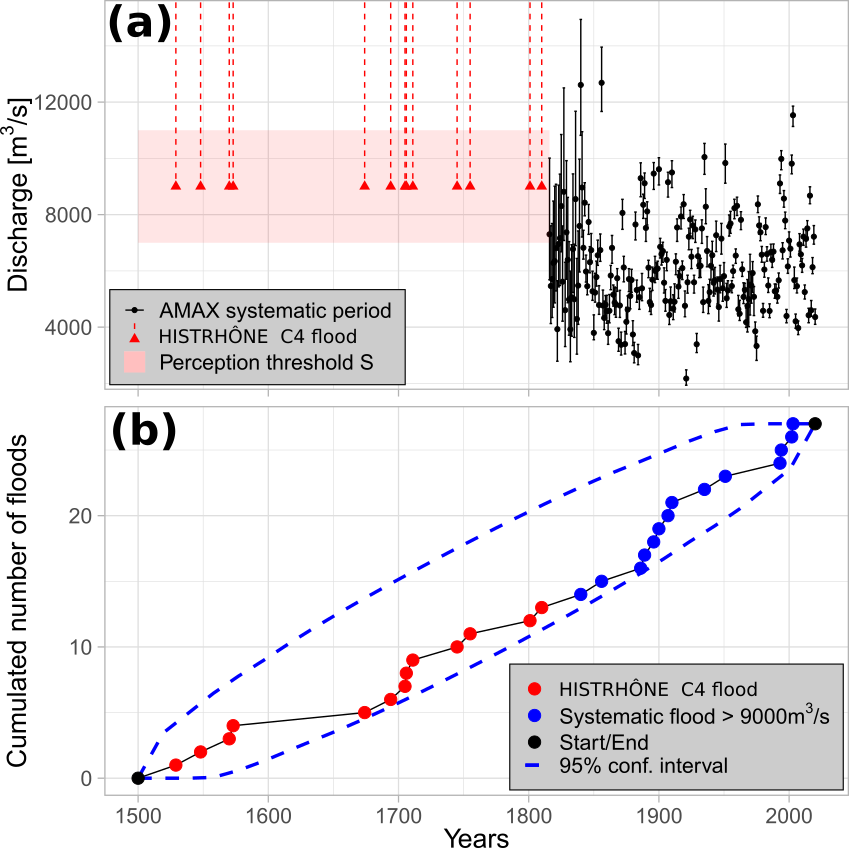 (a)
Discharge [m³/s]
12000
8000
4000
AMAX systematic period
HISTRHÔNE C4 flood
Perception threshold S
(b)
Cumulated number of floods
20
10
0
HISTRHÔNE C4 flood
Systematic flood > 9000m³/s
Start/End
95% conf. interval
1500 1600 1700 1800 1900 2000
Years